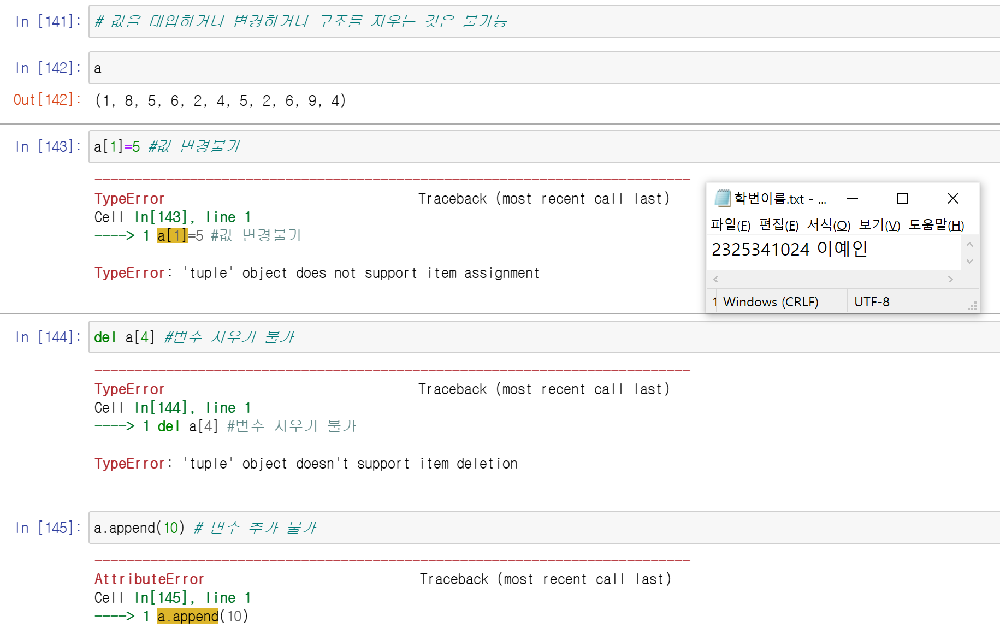 In [141]: # 값을 대입하거나 변경하거나 구조를 지우는 것은 불가능
In [142]: a
Out[142]: (1, 8, 5, 6, 2, 4, 5, 2, 6, 9, 4)
In [143]: a[1]=5 #값 변경불가
---------------------------------------------------------------------------
TypeError                                 Traceback (most recent call last)
Cell In[143], line 1
----> 1 a[1]=5 #값 변경불가
TypeError: 'tuple' object does not support item assignment
학번이름.txt - ...
파일(F) 편집(E) 서식(O) 보기(V) 도움말(H)
2325341024 이예인
1 Windows (CRLF) UTF-8
In [144]: del a[4] #변수 지우기 불가
---------------------------------------------------------------------------
TypeError                                 Traceback (most recent call last)
Cell In[144], line 1
----> 1 del a[4] #변수 지우기 불가
TypeError: 'tuple' object doesn't support item deletion
In [145]: a.append(10) # 변수 추가 불가
---------------------------------------------------------------------------
AttributeError                            Traceback (most recent call last)
Cell In[145], line 1
----> 1 a.append(10)